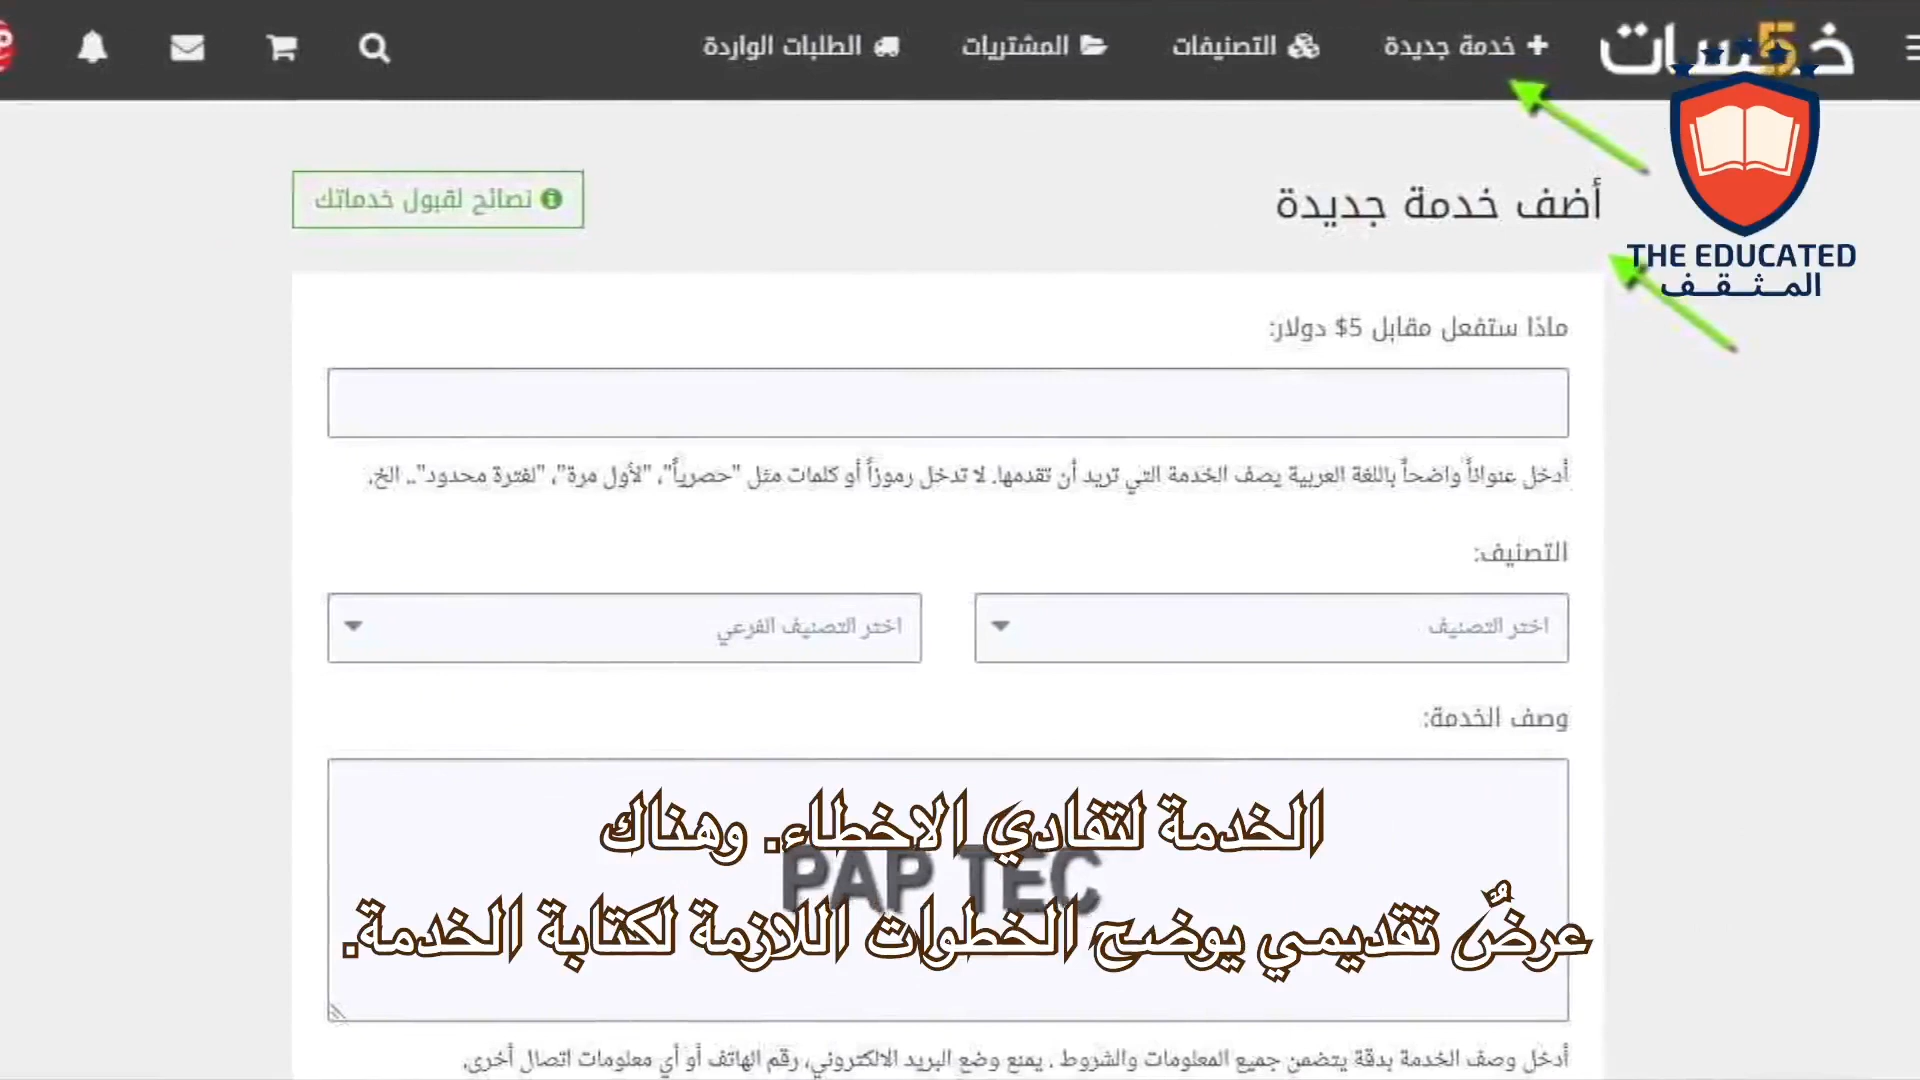 خمسات
خدمة جديدة
التصنيفات
المشتريات
الطلبات الواردة
THE EDUCATED
المـثـقـف
أضف خدمة جديدة
نصائح لقبول خدماتك
ماذا ستفعل مقابل 5$ دولار:
أدخل عنواناً واضحاً باللغة العربية يصف الخدمة التي تريد أن تقدمها. لا تدخل رموزاً أو كلمات مثل "حصرياً"، "لأول مرة"، "لفترة محدود".. الخ.
التصنيف:
اختر التصنيف
اختر التصنيف الفرعي
وصف الخدمة:
الخدمة لتفادي الاخطاء. وهناك
PAP TEC
عرضٌ تقديمي يوضح الخطوات اللازمة لكتابة الخدمة.
أدخل وصف الخدمة بدقة يتضمن جميع المعلومات والشروط . يمنع وضع البريد الالكتروني، رقم الهاتف أو أي معلومات اتصال أخرى.